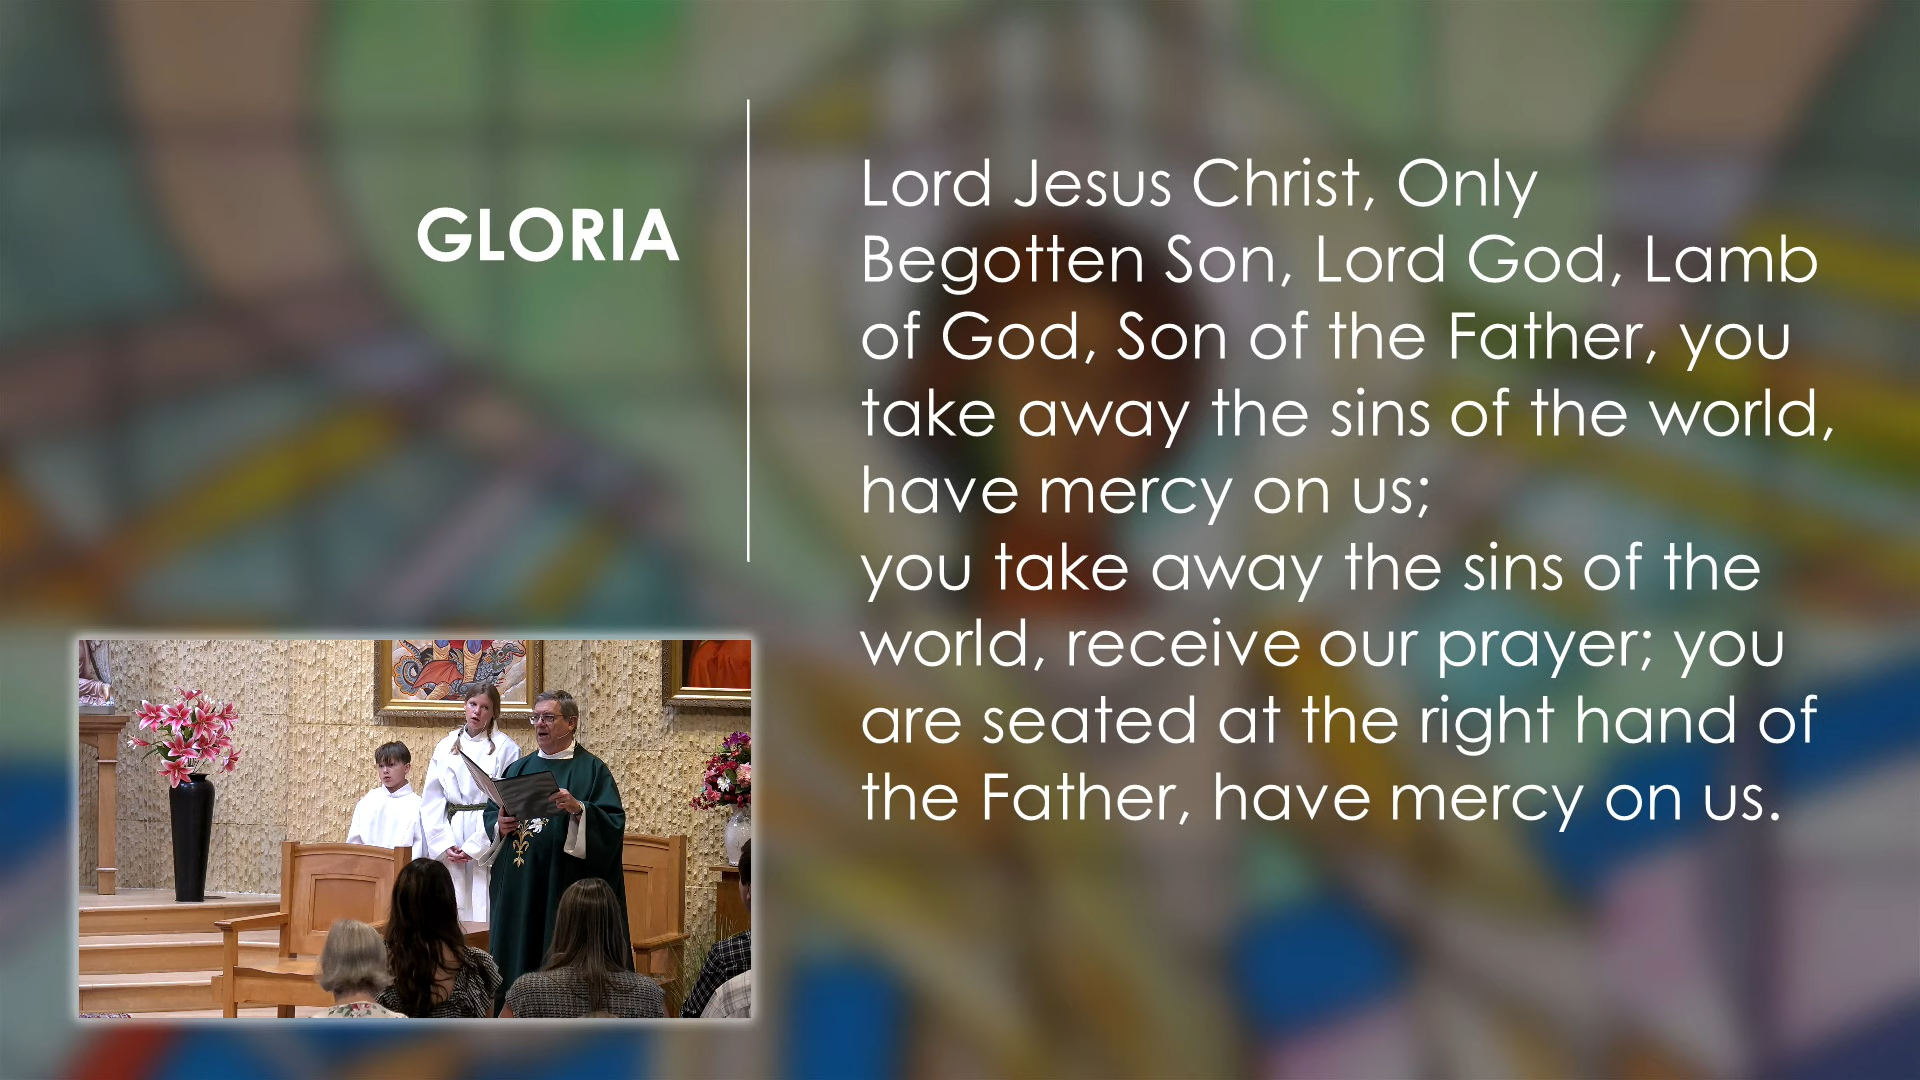 GLORIA
Lord Jesus Christ, Only
Begotten Son, Lord God, Lamb
of God, Son of the Father, you
take away the sins of the world,
have mercy on us;
you take away the sins of the
world, receive our prayer; you
are seated at the right hand of
the Father, have mercy on us.